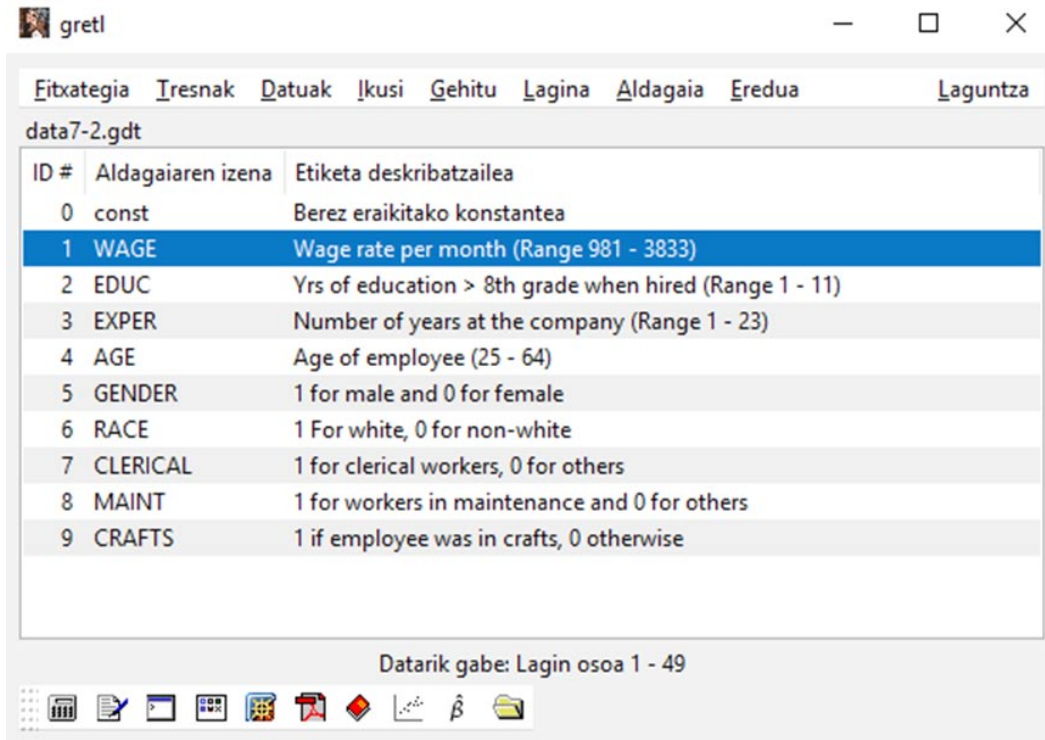 gretl
Fitxategia Tresnak Datuak Ikusi Gehitu Lagina Aldagaia Eredua Laguntza
data7-2.gdt
ID # Aldagaiaren izena Etiketa deskribatzailea
0 const Berez eraikitako konstantea
1 WAGE Wage rate per month (Range 981 - 3833)
2 EDUC Yrs of education > 8th grade when hired (Range 1 - 11)
3 EXPER Number of years at the company (Range 1 - 23)
4 AGE Age of employee (25 - 64)
5 GENDER 1 for male and 0 for female
6 RACE 1 For white, 0 for non-white
7 CLERICAL 1 for clerical workers, 0 for others
8 MAINT 1 for workers in maintenance and 0 for others
9 CRAFTS 1 if employee was in crafts, 0 otherwise
Datarik gabe: Lagin osoa 1 - 49
β̂